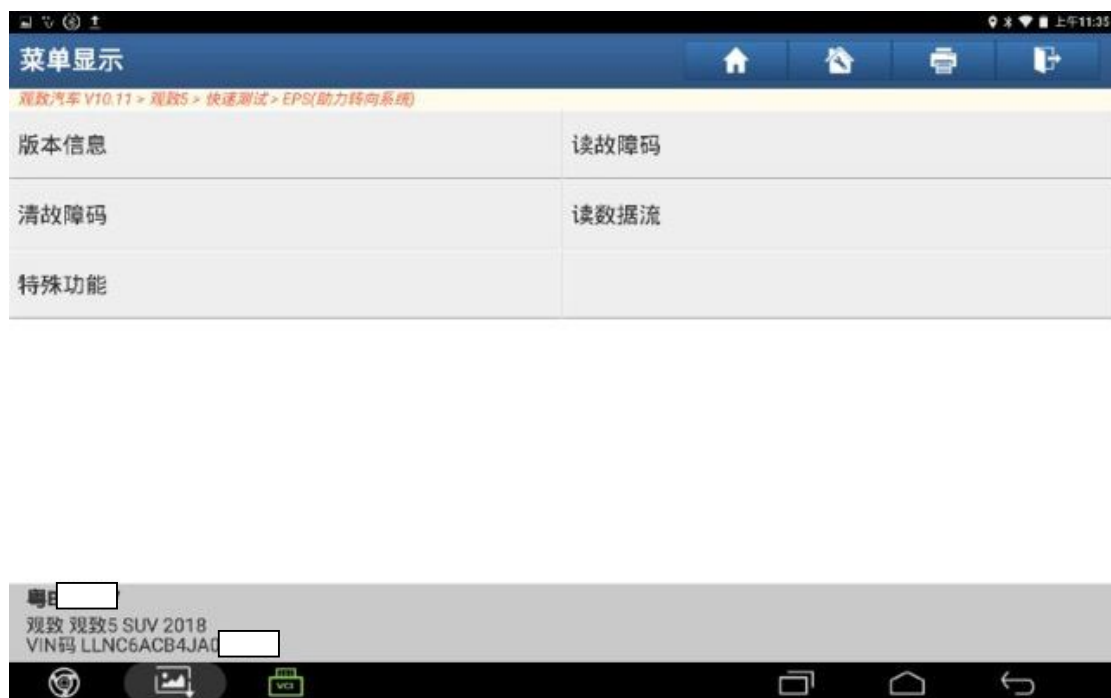 上午11:35
菜单显示
观致汽车 V10.11 > 观致5 > 快速测试 > EPS(助力转向系统)
版本信息
读故障码
清故障码
读数据流
特殊功能
粤B
观致 观致5 SUV 2018
VIN码 LLNC6ACB4JA0
VCI